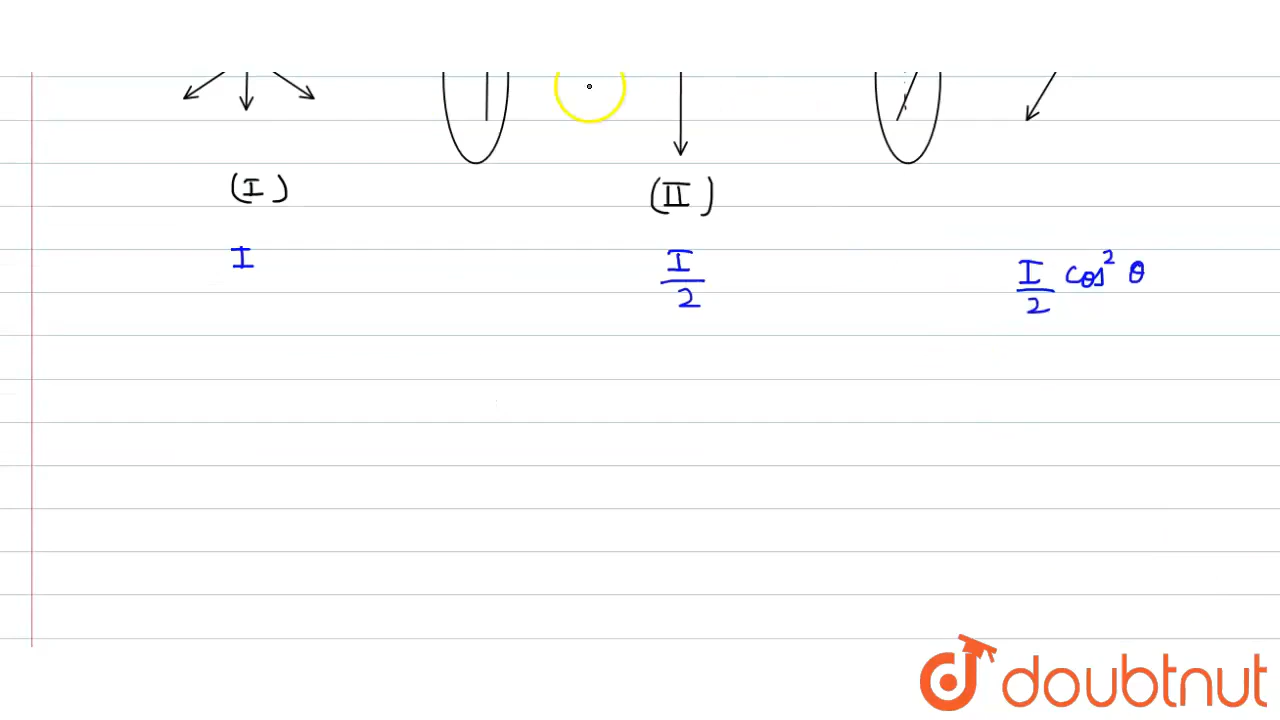 (I) (II)
I I/2 I/2 cos² θ
doubtnut